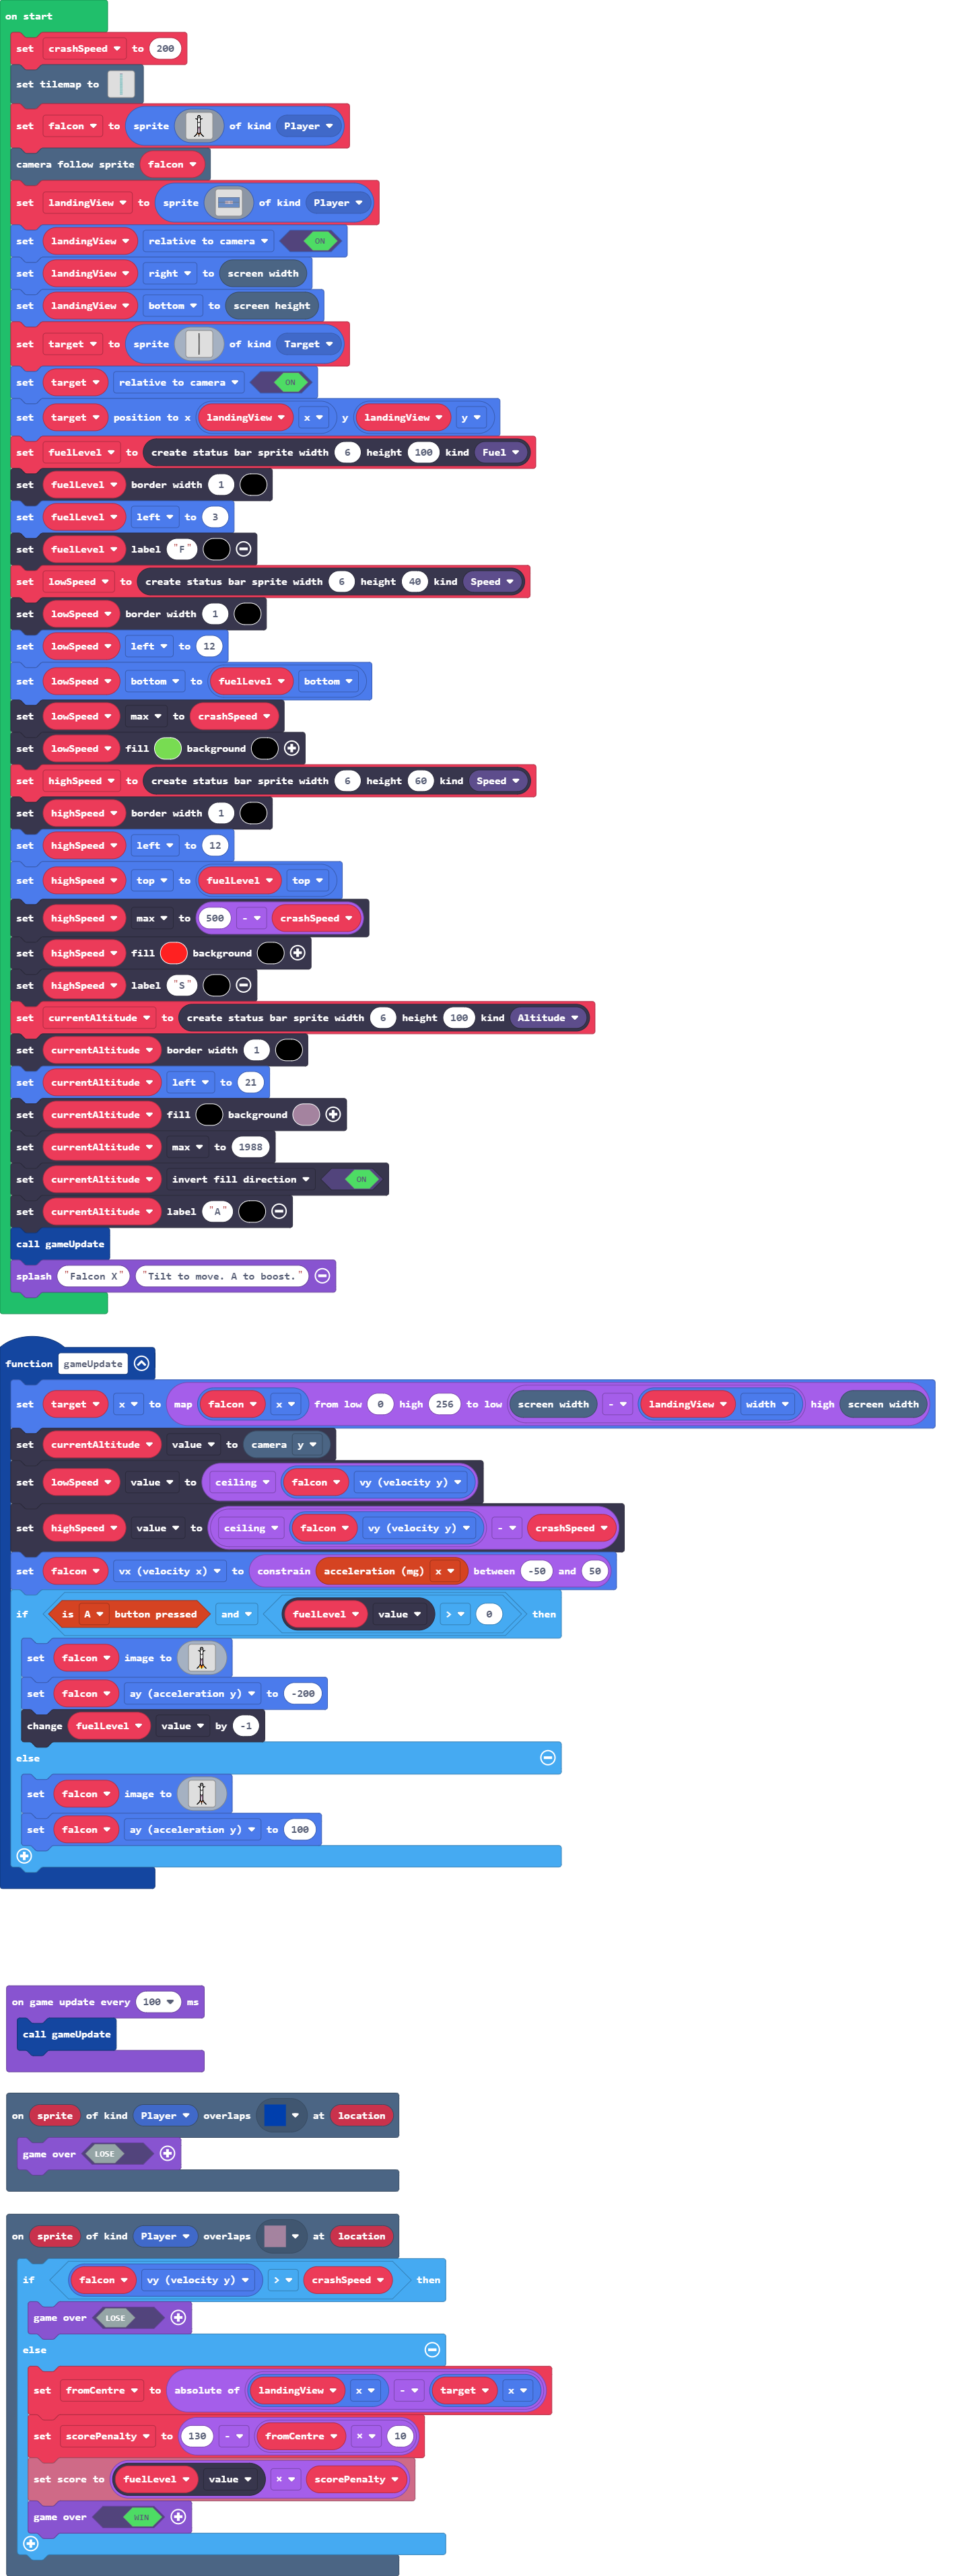 on start
set crashSpeed to 200
set tilemap to
set falcon to sprite of kind Player
camera follow sprite falcon
set landingView to sprite of kind Player
set landingView relative to camera ON
set landingView right to screen width
set landingView bottom to screen height
set target to sprite of kind Target
set target relative to camera ON
set target position to x landingView x y landingView y
set fuelLevel to create status bar sprite width 6 height 100 kind Fuel
set fuelLevel border width 1
set fuelLevel left to 3
set fuelLevel label "F"
set lowSpeed to create status bar sprite width 6 height 40 kind Speed
set lowSpeed border width 1
set lowSpeed left to 12
set lowSpeed bottom to fuelLevel bottom
set lowSpeed max to crashSpeed
set lowSpeed fill background
set highSpeed to create status bar sprite width 6 height 60 kind Speed
set highSpeed border width 1
set highSpeed left to 12
set highSpeed top to fuelLevel top
set highSpeed max to 500 - crashSpeed
set highSpeed fill background
set highSpeed label "S"
set currentAltitude to create status bar sprite width 6 height 100 kind Altitude
set currentAltitude border width 1
set currentAltitude left to 21
set currentAltitude fill background
set currentAltitude max to 1988
set currentAltitude invert fill direction ON
set currentAltitude label "A"
call gameUpdate
splash "Falcon X" "Tilt to move. A to boost."
function gameUpdate
set target x to map falcon x from low 0 high 256 to low screen width - landingView width high screen width
set currentAltitude value to camera y
set lowSpeed value to ceiling falcon vy (velocity y)
set highSpeed value to ceiling falcon vy (velocity y) - crashSpeed
set falcon vx (velocity x) to constrain acceleration (mg) x between -50 and 50
if is A button pressed and fuelLevel value > 0 then
set falcon image to
set falcon ay (acceleration y) to -200
change fuelLevel value by -1
else
set falcon image to
set falcon ay (acceleration y) to 100
on game update every 100 ms
call gameUpdate
on sprite of kind Player overlaps at location
game over LOSE
on sprite of kind Player overlaps at location
if falcon vy (velocity y) > crashSpeed then
game over LOSE
else
set fromCentre to absolute of landingView x - target x
set scorePenalty to 130 - fromCentre × 10
set score to fuelLevel value × scorePenalty
game over WIN